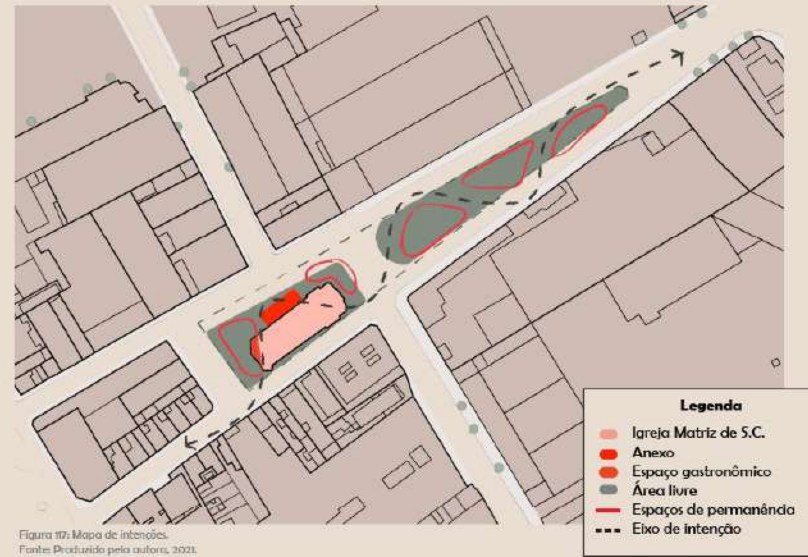 Legenda
Igreja Matriz de S.C.
Anexo
Espaço gastronômico
Área livre
Espaços de permanência
Eixo de intenção
Figura 117: Mapa de intenções.
Fonte: Produzido pela autora, 2021.